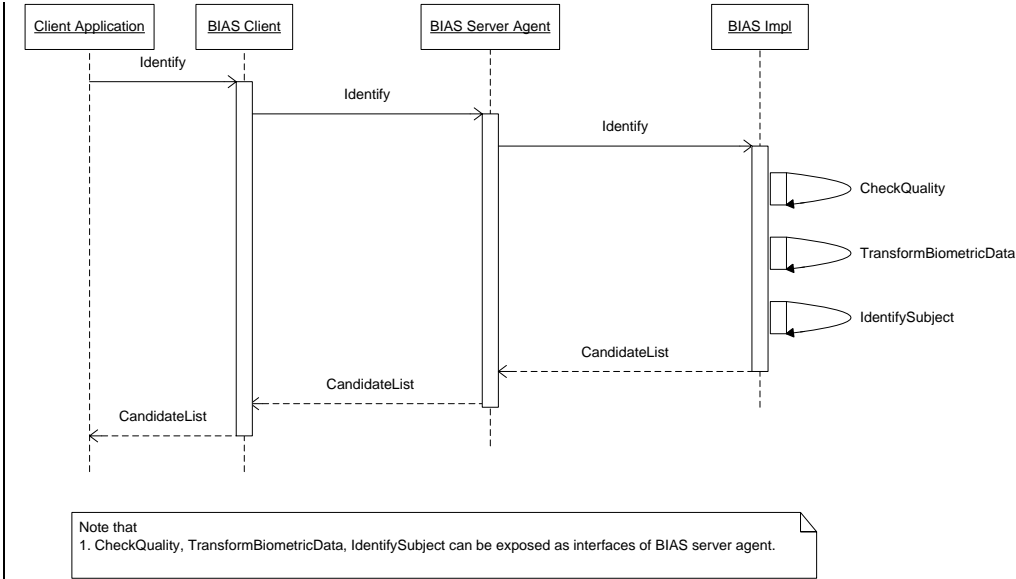 Client Application
BIAS Client
BIAS Server Agent
BIAS Impl
Identify
Identify
Identify
CheckQuality
TransformBiometricData
IdentifySubject
CandidateList
CandidateList
CandidateList
Note that
1. CheckQuality, TransformBiometricData, IdentifySubject can be exposed as interfaces of BIAS server agent.